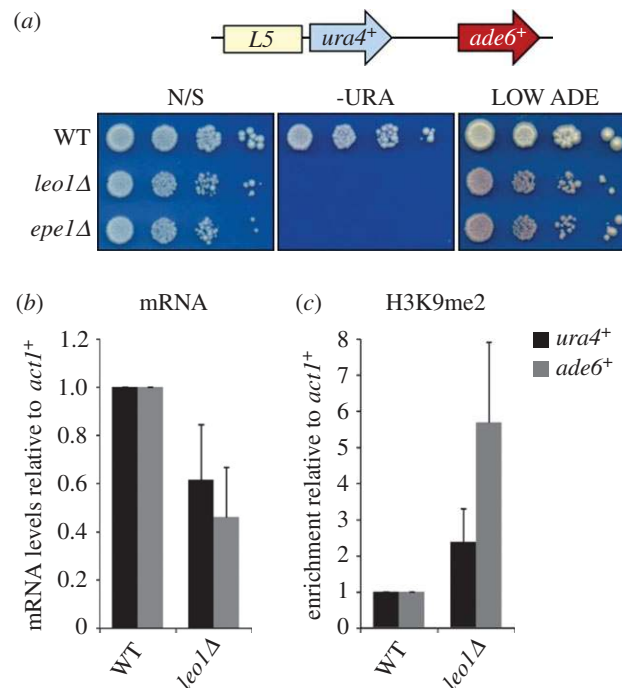 (a)
L5 ura4+ ade6+
N/S -URA LOW ADE
WT
leo1Δ
epe1Δ
(b) mRNA
mRNA levels relative to act1+
1.2
1.0
0.8
0.6
0.4
0.2
0
WT leo1Δ
(c) H3K9me2
enrichment relative to act1+
8
7
6
5
4
3
2
1
0
WT leo1Δ
ura4+
ade6+